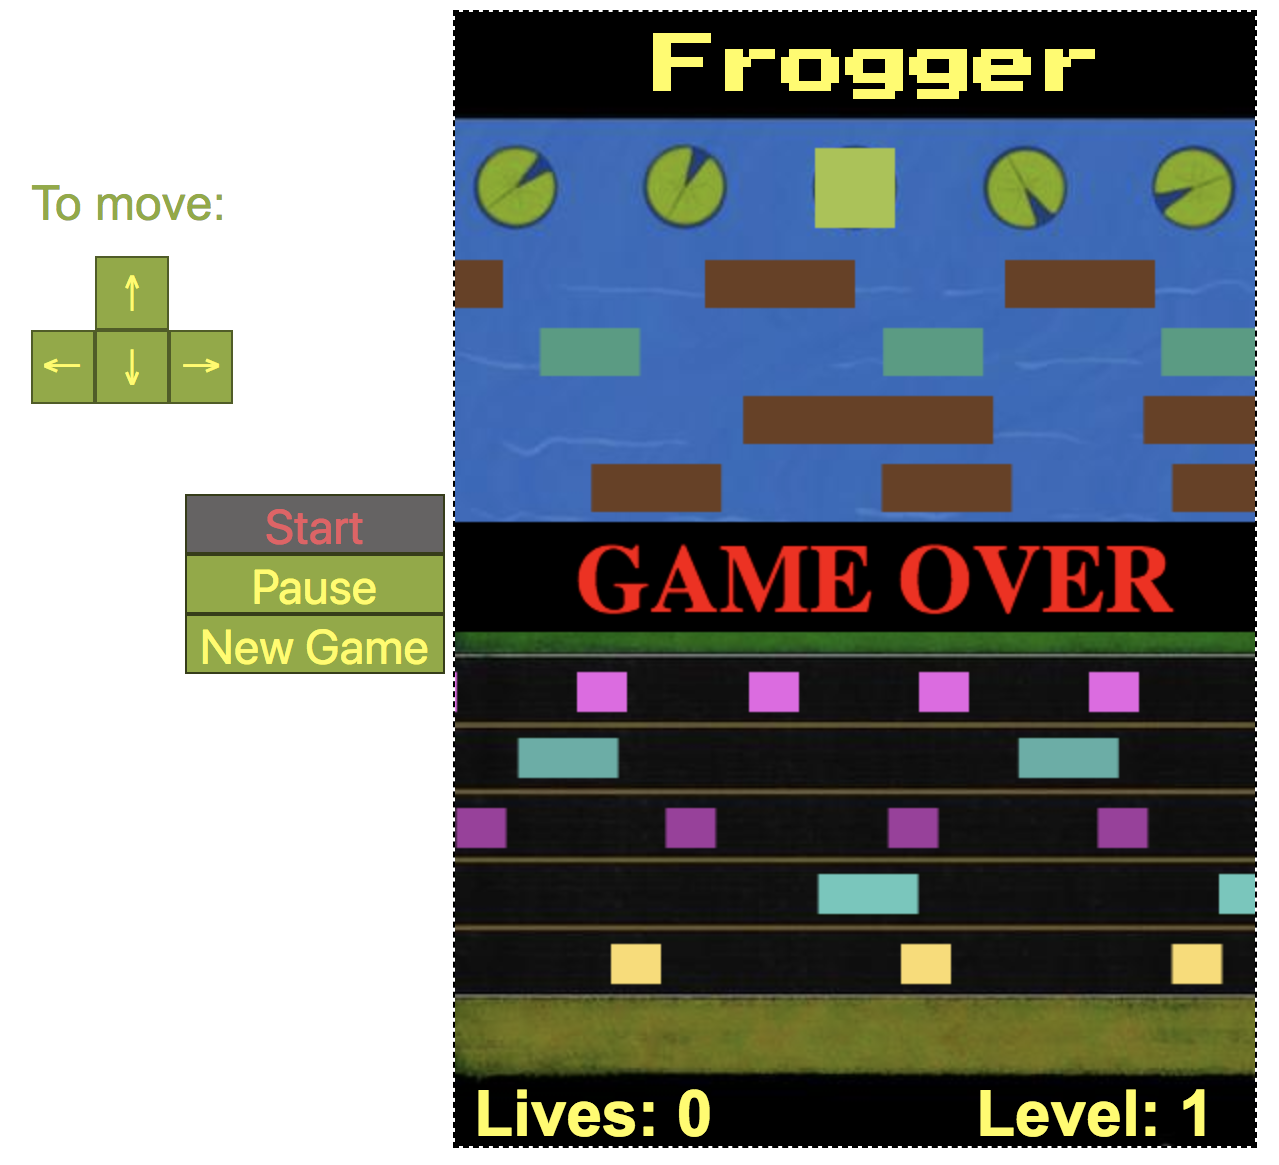 Frogger
To move:
↑
← ↓ →
Start
Pause
New Game
GAME OVER
Lives: 0 Level: 1